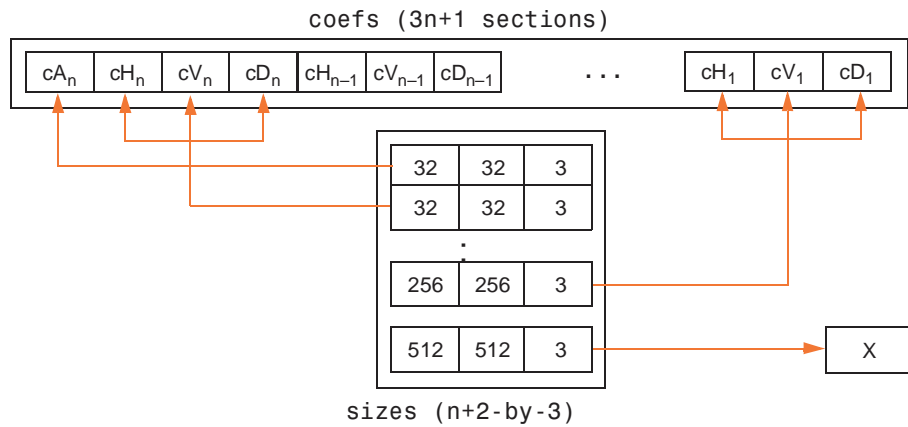 coefs (3n+1 sections)
cAₙ cHₙ cVₙ cDₙ cHₙ₋₁ cVₙ₋₁ cDₙ₋₁ ... cH₁ cV₁ cD₁
32 32 3
32 32 3
:
256 256 3
512 512 3 X
sizes (n+2-by-3)